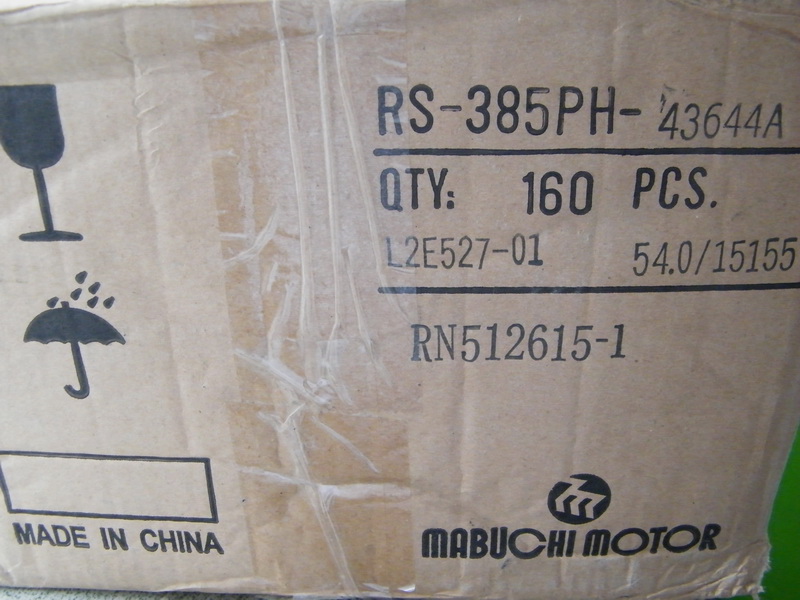 RS-385PH-43644A
QTY: 160 PCS.
L2E527-01 54.0/15155
RN512615-1
MADE IN CHINA
MABUCHI MOTOR